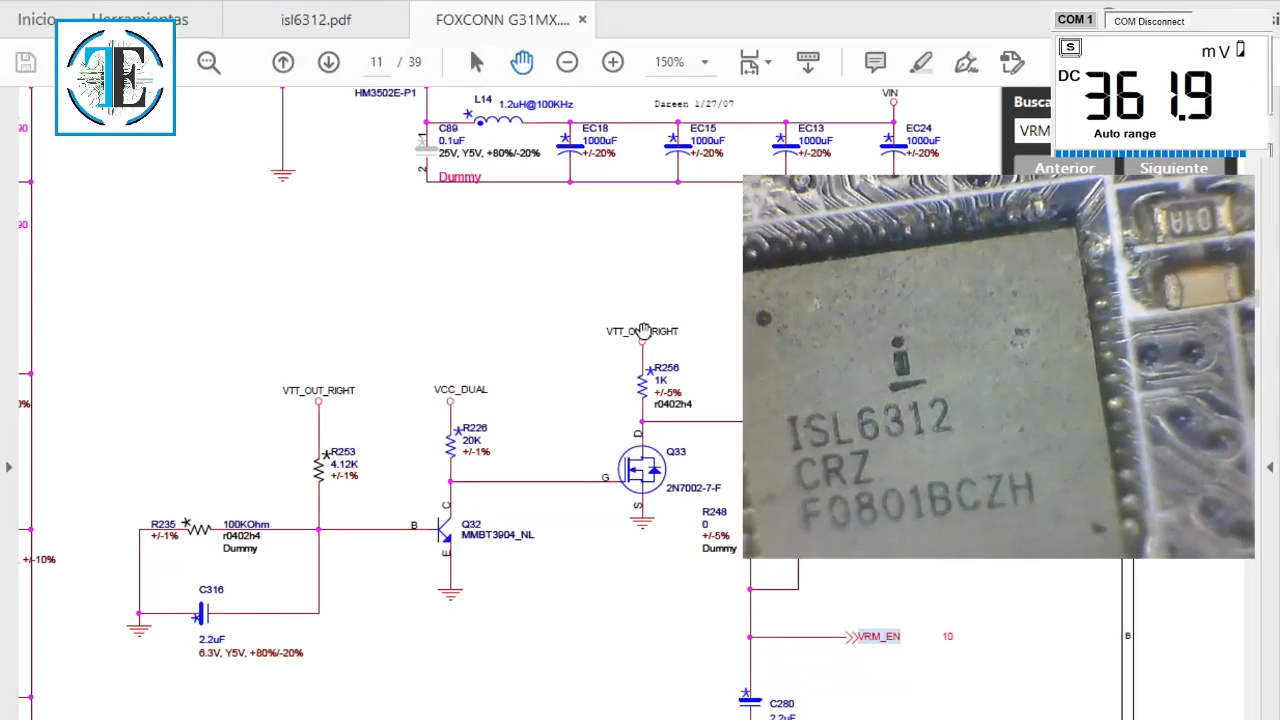 Inicio
Herramientas
isl6312.pdf
FOXCONN G31MX....
TE
11 / 39
150%
COM 1
COM Disconnect
S
mV
DC
361.9
Auto range
Busca
VRM
Anterior
Siguiente
HM3502E-P1
L14
1.2uH@100KHz
Dareen 1/27/07
VIN
90
C89
0.1uF
25V, Y5V, +80%/-20%
Dummy
1
2
EC18
1000uF
+/-20%
EC15
1000uF
+/-20%
EC13
1000uF
+/-20%
EC24
1000uF
+/-20%
90
D1A
ISL6312
CRZ
F0801BCZH
R256
1K
+/-5%
r0402h4
VTT_OUT_RIGHT
VCC_DUAL
R226
20K
+/-1%
R253
4.12K
+/-1%
D
G
S
Q33
2N7002-7-F
R235
+/-1%
100KOhm
r0402h4
Dummy
B
C
E
Q32
MMBT3904_NL
R248
0
+/-5%
Dummy
+/-10%
C316
2.2uF
6.3V, Y5V, +80%/-20%
VRM_EN
10
B
C280